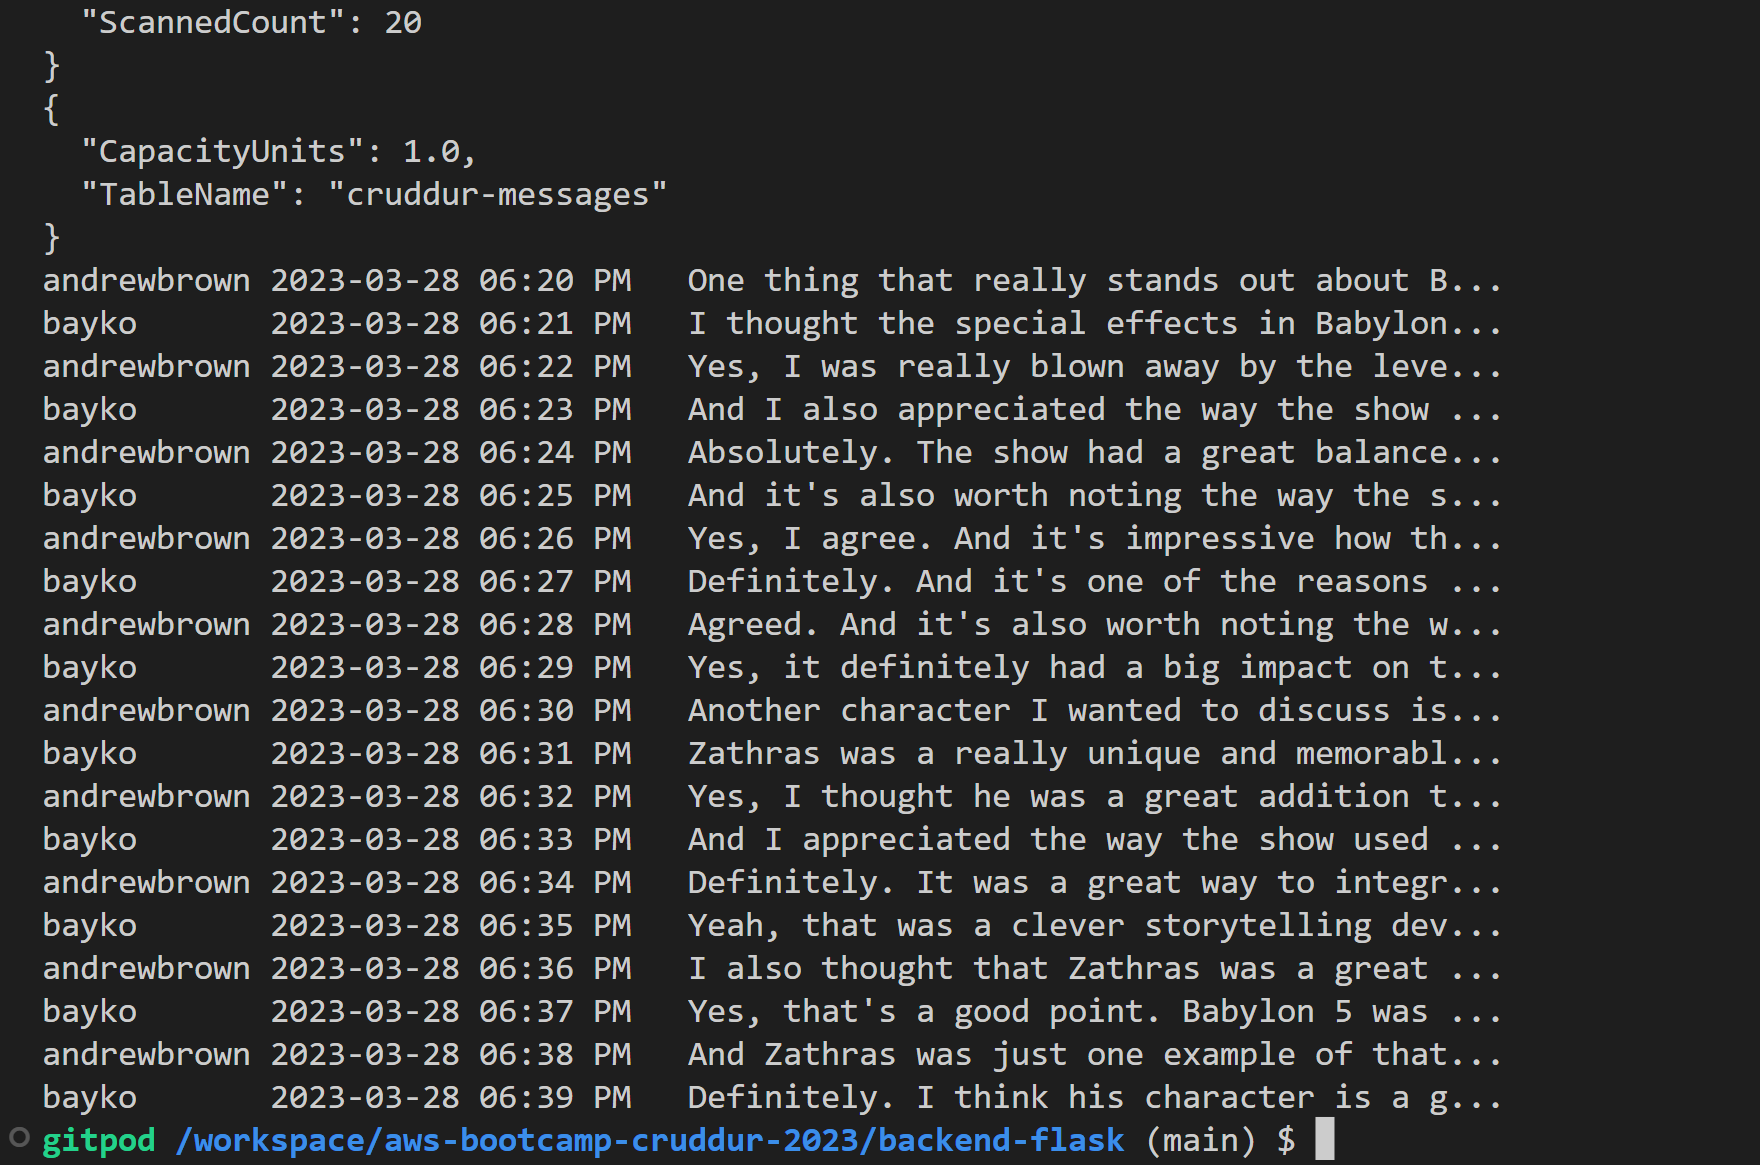 "ScannedCount": 20
}
{
"CapacityUnits": 1.0,
"TableName": "cruddur-messages"
}
andrewbrown 2023-03-28 06:20 PM   One thing that really stands out about B...
bayko       2023-03-28 06:21 PM   I thought the special effects in Babylon...
andrewbrown 2023-03-28 06:22 PM   Yes, I was really blown away by the leve...
bayko       2023-03-28 06:23 PM   And I also appreciated the way the show ...
andrewbrown 2023-03-28 06:24 PM   Absolutely. The show had a great balance...
bayko       2023-03-28 06:25 PM   And it's also worth noting the way the s...
andrewbrown 2023-03-28 06:26 PM   Yes, I agree. And it's impressive how th...
bayko       2023-03-28 06:27 PM   Definitely. And it's one of the reasons ...
andrewbrown 2023-03-28 06:28 PM   Agreed. And it's also worth noting the w...
bayko       2023-03-28 06:29 PM   Yes, it definitely had a big impact on t...
andrewbrown 2023-03-28 06:30 PM   Another character I wanted to discuss is...
bayko       2023-03-28 06:31 PM   Zathras was a really unique and memorabl...
andrewbrown 2023-03-28 06:32 PM   Yes, I thought he was a great addition t...
bayko       2023-03-28 06:33 PM   And I appreciated the way the show used ...
andrewbrown 2023-03-28 06:34 PM   Definitely. It was a great way to integr...
bayko       2023-03-28 06:35 PM   Yeah, that was a clever storytelling dev...
andrewbrown 2023-03-28 06:36 PM   I also thought that Zathras was a great ...
bayko       2023-03-28 06:37 PM   Yes, that's a good point. Babylon 5 was ...
andrewbrown 2023-03-28 06:38 PM   And Zathras was just one example of that...
bayko       2023-03-28 06:39 PM   Definitely. I think his character is a g...
gitpod /workspace/aws-bootcamp-cruddur-2023/backend-flask (main) $